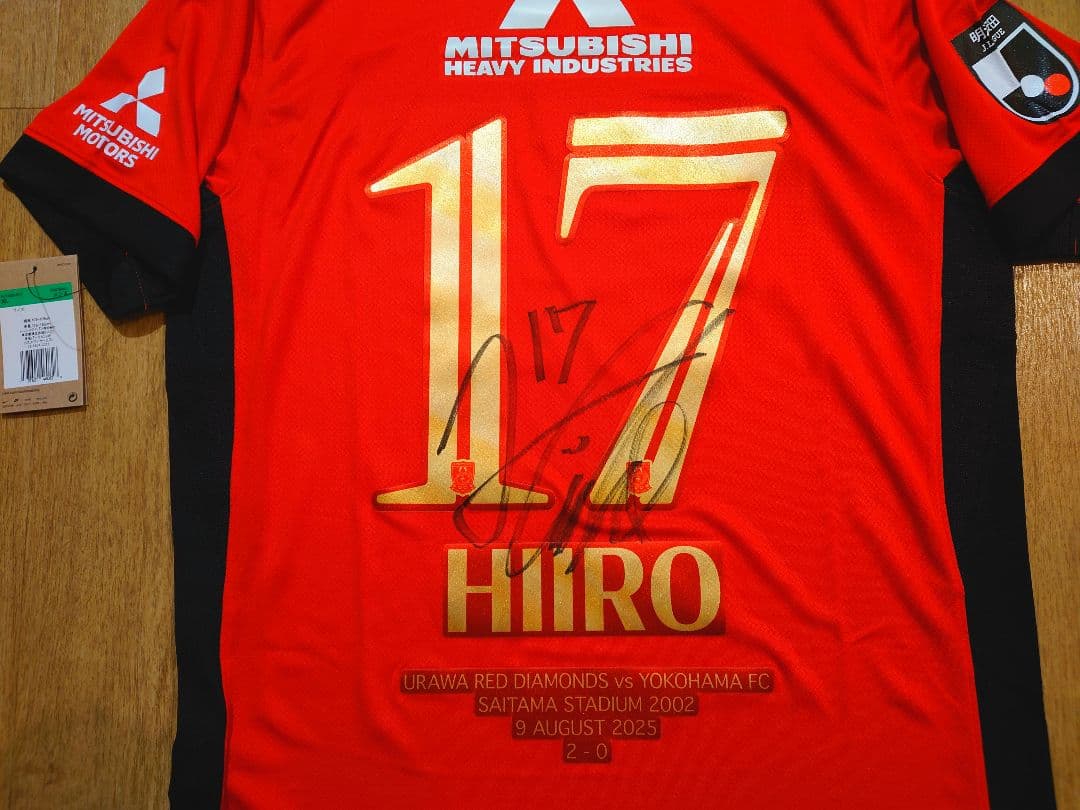 MITSUBISHI
HEAVY INDUSTRIES
明治
J.LEAGUE
MITSUBISHI
MOTORS
17
17
HIIRO
URAWA RED DIAMONDS vs YOKOHAMA FC
SAITAMA STADIUM 2002
9 AUGUST 2025
2 - 0